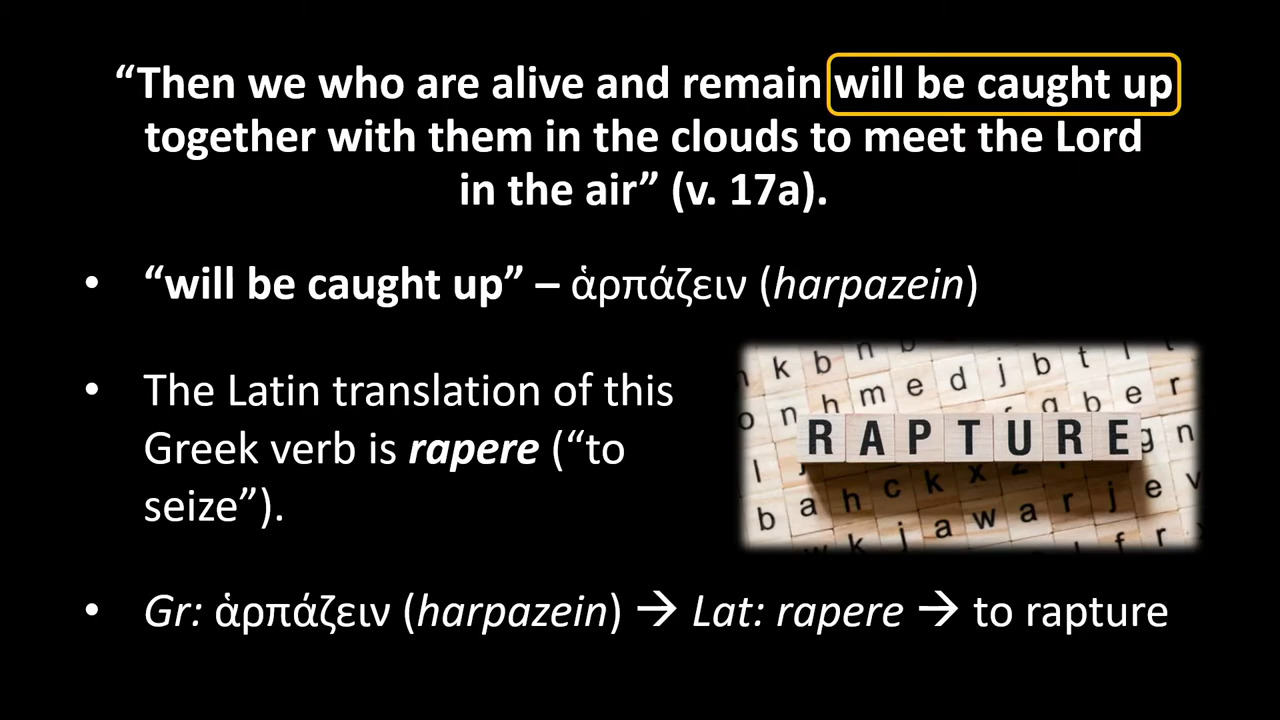 “Then we who are alive and remain will be caught up
together with them in the clouds to meet the Lord
in the air” (v. 17a).
• “will be caught up” – ἁρπάζειν (harpazein)
• The Latin translation of this
Greek verb is rapere (“to
seize”).
k b n b j b t l
n h m e d g b e r
o
R A P T U R E
g n
l j h c k x z e v
b a j a w a r j
w k j l f r
• Gr: ἁρπάζειν (harpazein) → Lat: rapere → to rapture